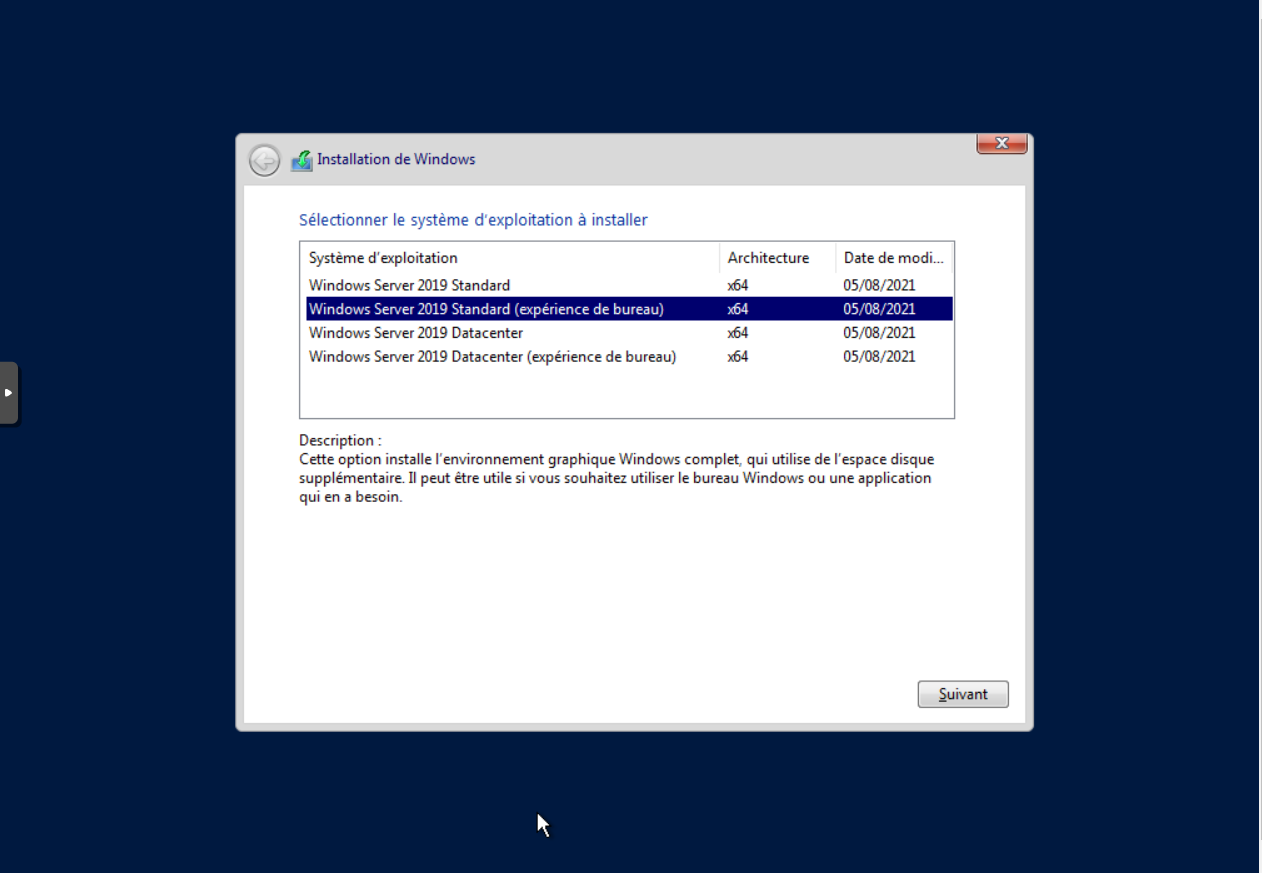 Installation de Windows
Sélectionner le système d'exploitation à installer
Système d'exploitation Architecture Date de modi...
Windows Server 2019 Standard x64 05/08/2021
Windows Server 2019 Standard (expérience de bureau) x64 05/08/2021
Windows Server 2019 Datacenter x64 05/08/2021
Windows Server 2019 Datacenter (expérience de bureau) x64 05/08/2021
Description :
Cette option installe l'environnement graphique Windows complet, qui utilise de l'espace disque
supplémentaire. Il peut être utile si vous souhaitez utiliser le bureau Windows ou une application
qui en a besoin.
Suivant